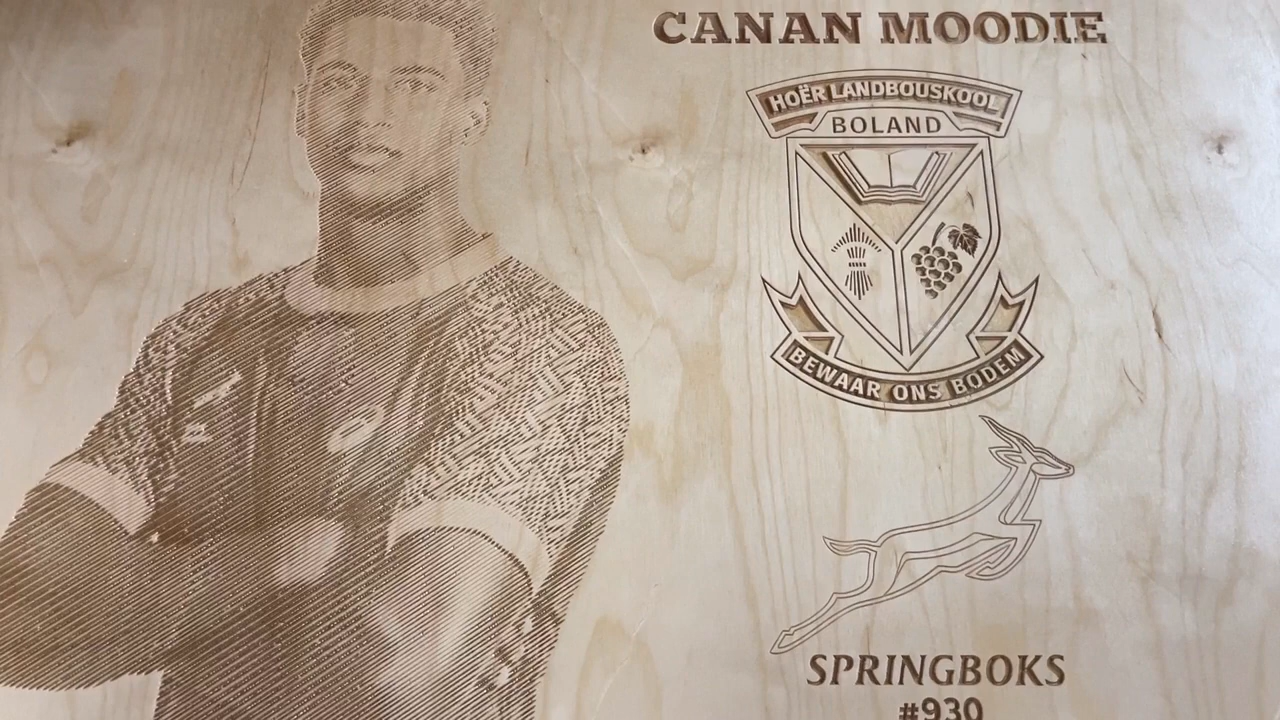 CANAN MOODIE
HOËR LANDBOUSKOOL
BOLAND
BEWAAR ONS BODEM
SPRINGBOKS
#930